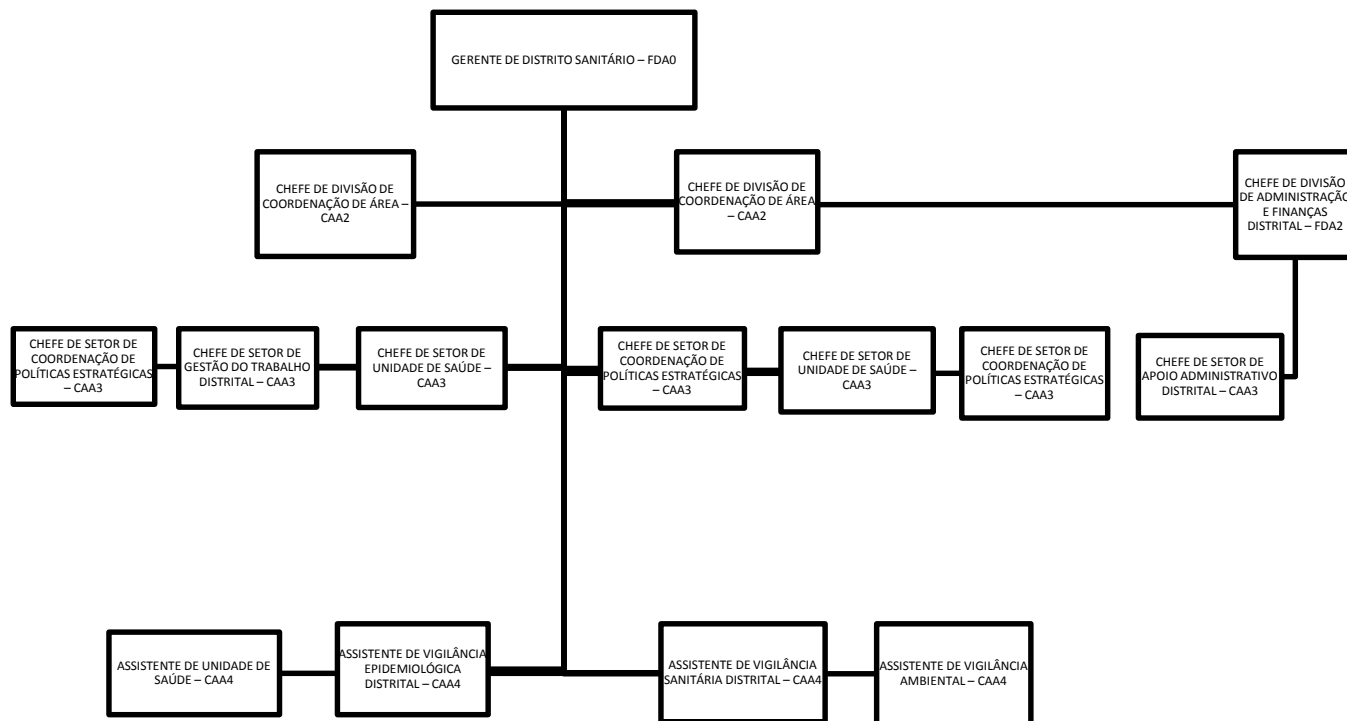 GERENTE DE DISTRITO SANITÁRIO – FDA0
CHEFE DE DIVISÃO DE
COORDENAÇÃO DE ÁREA –
CAA2
CHEFE DE DIVISÃO DE
COORDENAÇÃO DE ÁREA
– CAA2
CHEFE DE DIVISÃO
DE ADMINISTRAÇÃO
E FINANÇAS
DISTRITAL – FDA2
CHEFE DE SETOR DE
COORDENAÇÃO DE
POLÍTICAS ESTRATÉGICAS
– CAA3
CHEFE DE SETOR DE
GESTÃO DO TRABALHO
DISTRITAL – CAA3
CHEFE DE SETOR DE
UNIDADE DE SAÚDE –
CAA3
CHEFE DE SETOR DE
COORDENAÇÃO DE
POLÍTICAS ESTRATÉGICAS
– CAA3
CHEFE DE SETOR DE
UNIDADE DE SAÚDE –
CAA3
CHEFE DE SETOR DE
COORDENAÇÃO DE
POLÍTICAS ESTRATÉGICAS
– CAA3
CHEFE DE SETOR DE
APOIO ADMINISTRATIVO
DISTRITAL – CAA3
ASSISTENTE DE UNIDADE DE
SAÚDE – CAA4
ASSISTENTE DE VIGILÂNCIA
EPIDEMIOLÓGICA
DISTRITAL – CAA4
ASSISTENTE DE VIGILÂNCIA
SANITÁRIA DISTRITAL – CAA4
ASSISTENTE DE VIGILÂNCIA
AMBIENTAL – CAA4